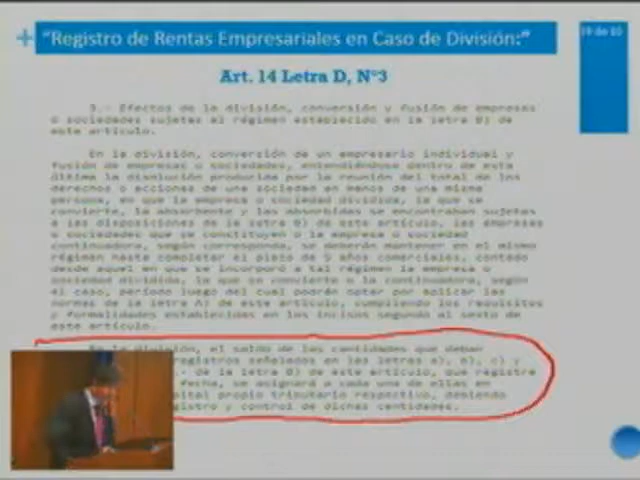 "Registro de Rentas Empresariales en Caso de División:"
19 de
Art. 14 Letra D, N°3
3.- Efectos de la división, conversión y fusión de empresas
o sociedades sujetas al régimen establecido en la letra B) de
este artículo.
En la división, conversión de un empresario individual y
fusión de empresas o sociedades, entendiéndose dentro de esta
última la disolución producida por la reunión del total de los
derechos o acciones de una sociedad en manos de una misma
persona, en que la empresa o sociedad dividida, la que se
convierte, la absorbente y las absorbidas se encontraban sujetas
a las disposiciones de la letra B) de este artículo, las empresas
o sociedades que se constituyen o la empresa o sociedad
continuadora, según corresponda, se deberán mantener en el mismo
régimen hasta completar el plazo de 5 años comerciales, contado
desde aquel en que se incorporó a tal régimen la empresa o
sociedad dividida, la que se convierte o la continuadora, según
el caso, período luego del cual podrán optar por aplicar las
normas de la letra A) de este artículo, cumpliendo los requisitos
y formalidades establecidos en los incisos segundo al sexto de
este artículo.
En la división, el saldo de las cantidades que deban
registros señalados en las letras a), b), c) y
.- de la letra B) de este artículo, que registre
fecha, se asignará a cada una de ellas en
pital propio tributario respectivo, debiendo
gistro y control de dichas cantidades.